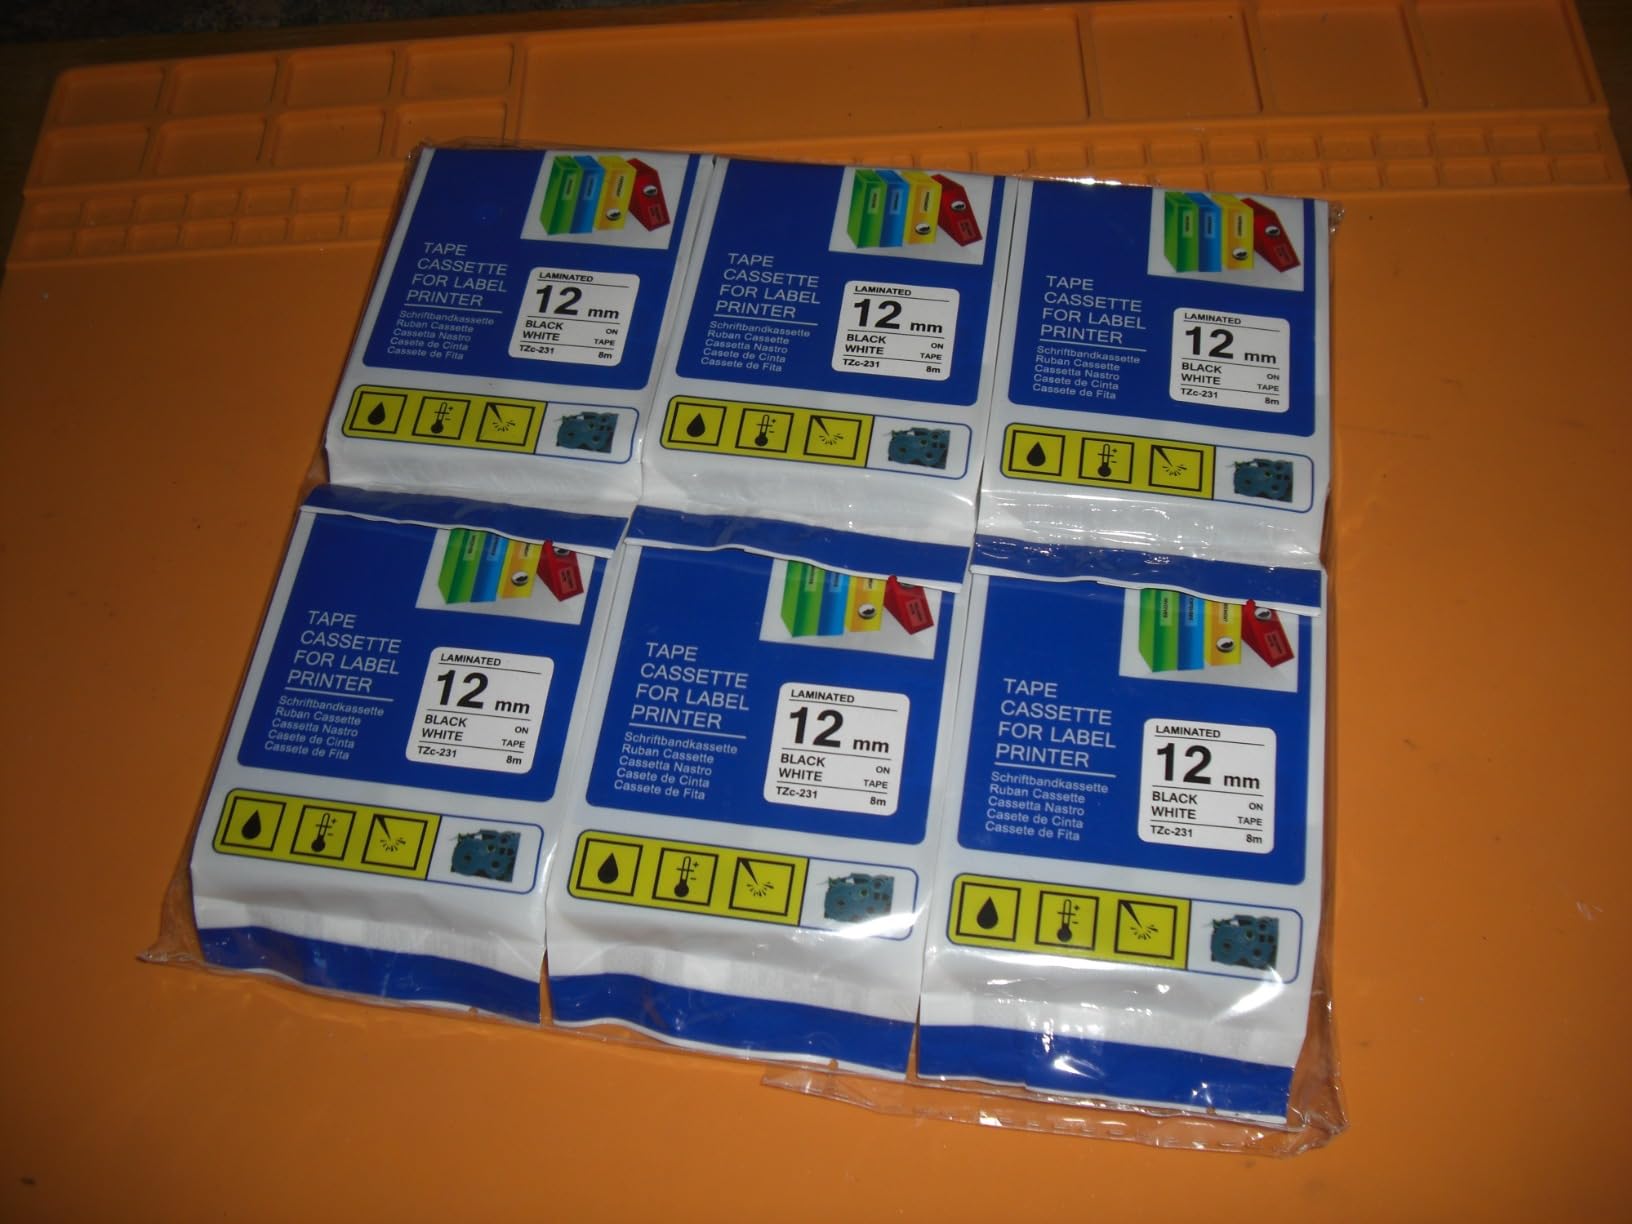 TAPE
CASSETTE
FOR LABEL
PRINTER
Schriftbandkassette
Ruban Cassette
Cassetta Nastro
Casete de Cinta
Cassete de Fita
LAMINATED
12 mm
BLACK ON
WHITE TAPE
TZc-231 8m
TAPE
CASSETTE
FOR LABEL
PRINTER
Schriftbandkassette
Ruban Cassette
Cassetta Nastro
Casete de Cinta
Cassete de Fita
LAMINATED
12 mm
BLACK ON
WHITE TAPE
TZc-231 8m
TAPE
CASSETTE
FOR LABEL
PRINTER
Schriftbandkassette
Ruban Cassette
Cassetta Nastro
Casete de Cinta
Cassete de Fita
LAMINATED
12 mm
BLACK ON
WHITE TAPE
TZc-231 8m
TAPE
CASSETTE
FOR LABEL
PRINTER
Schriftbandkassette
Ruban Cassette
Cassetta Nastro
Casete de Cinta
Cassete de Fita
LAMINATED
12 mm
BLACK ON
WHITE TAPE
TZc-231 8m
TAPE
CASSETTE
FOR LABEL
PRINTER
Schriftbandkassette
Ruban Cassette
Cassetta Nastro
Casete de Cinta
Cassete de Fita
LAMINATED
12 mm
BLACK ON
WHITE TAPE
TZc-231 8m
TAPE
CASSETTE
FOR LABEL
PRINTER
Schriftbandkassette
Ruban Cassette
Cassetta Nastro
Casete de Cinta
Cassete de Fita
LAMINATED
12 mm
BLACK ON
WHITE TAPE
TZc-231 8m